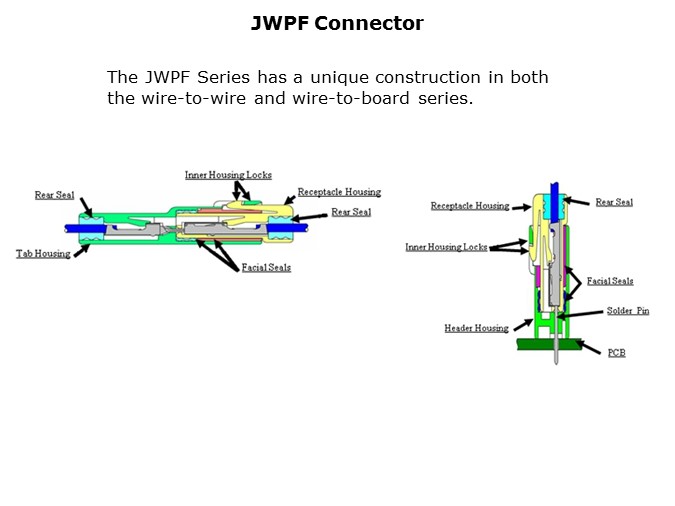 JWPF Connector
The JWPF Series has a unique construction in both
the wire-to-wire and wire-to-board series.
Inner Housing Locks
Rear Seal
Receptacle Housing
Rear Seal
Tab Housing
Facial Seals
Receptacle Housing
Rear Seal
Inner Housing Locks
Facial Seals
Solder Pin
Header Housing
PCB